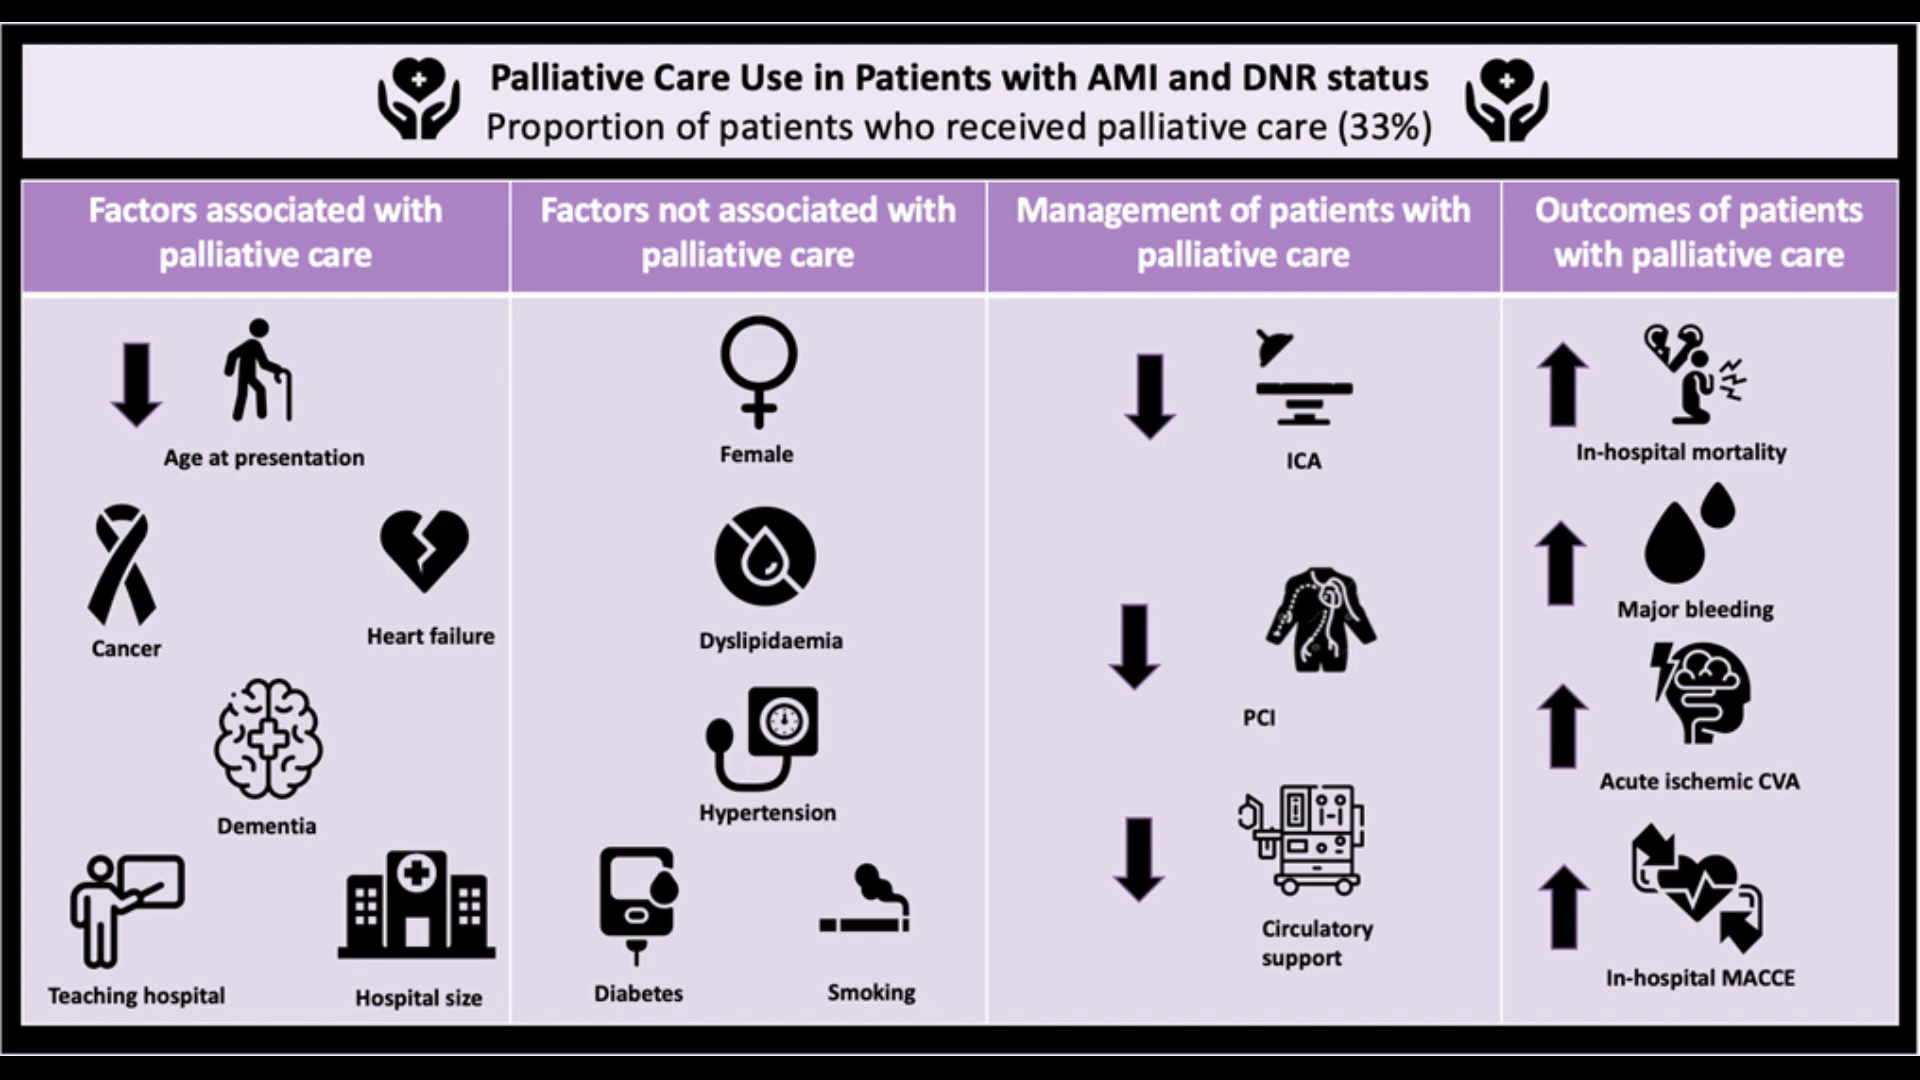 Palliative Care Use in Patients with AMI and DNR status
Proportion of patients who received palliative care (33%)
Factors associated with
palliative care
Age at presentation
Cancer
Heart failure
Dementia
Teaching hospital
Hospital size
Factors not associated with
palliative care
Female
Dyslipidaemia
Hypertension
Diabetes
Smoking
Management of patients with
palliative care
ICA
PCI
Circulatory
support
Outcomes of patients
with palliative care
In-hospital mortality
Major bleeding
Acute ischemic CVA
In-hospital MACCE